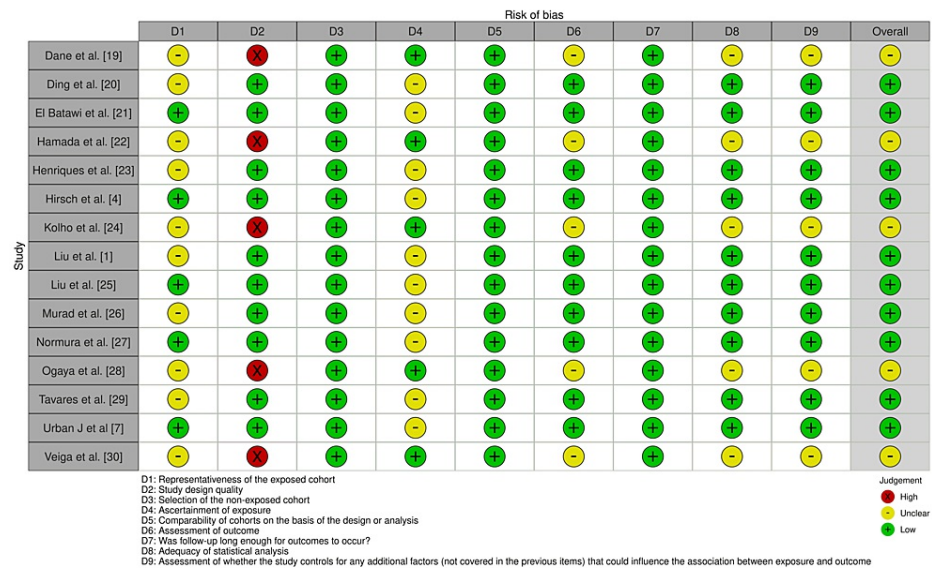 Risk of bias
D1 D2 D3 D4 D5 D6 D7 D8 D9 Overall
Study
Dane et al. [19] - X + + + - + - - -
Ding et al. [20] - + + - + + + + + +
El Batawi et al. [21] + + + - + + + + + +
Hamada et al. [22] - X + + + - + - - -
Henriques et al. [23] - + + - + + + + + +
Hirsch et al. [4] + + + - + + + + + +
Kolho et al. [24] - X + + + - + - - -
Liu et al. [1] - + + - + + + + + +
Liu et al. [25] + + + - + + + + + +
Murad et al. [26] - + + - + + + + + +
Normura et al. [27] + + + - + + + + + +
Ogaya et al. [28] - X + + + - + - - -
Tavares et al. [29] - + + - + + + + + +
Urban J et al [7] + + + - + + + + + +
Veiga et al. [30] - X + + + - + - - -
D1: Representativeness of the exposed cohort
D2: Study design quality
D3: Selection of the non-exposed cohort
D4: Ascertainment of exposure
D5: Comparability of cohorts on the basis of the design or analysis
D6: Assessment of outcome
D7: Was follow-up long enough for outcomes to occur?
D8: Adequacy of statistical analysis
D9: Assessment of whether the study controls for any additional factors (not covered in the previous items) that could influence the association between exposure and outcome
Judgement
X High
- Unclear
+ Low